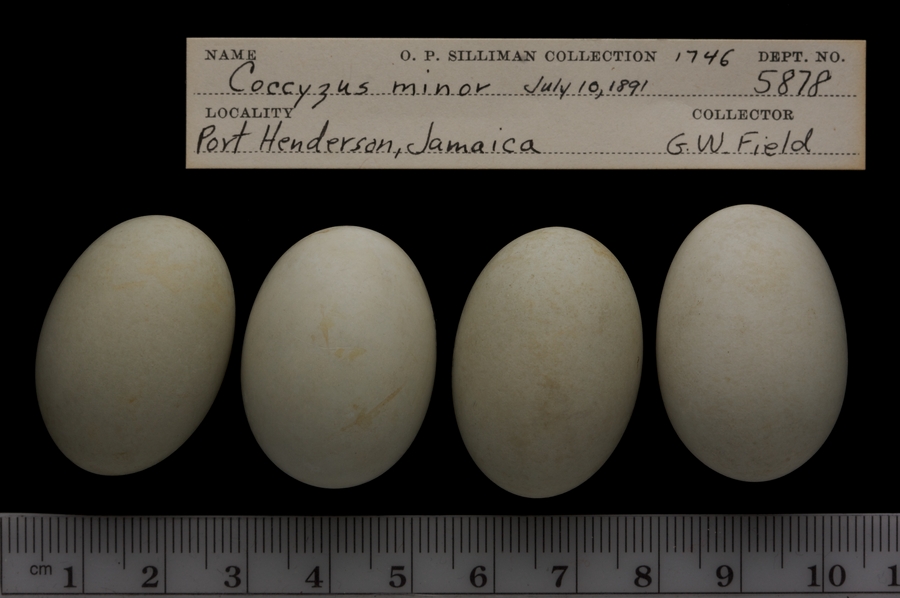 NAME O. P. SILLIMAN COLLECTION 1746 DEPT. NO.
Coccyzus minor July 10, 1891 5878
LOCALITY COLLECTOR
Port Henderson, Jamaica G. W. Field
cm 1 2 3 4 5 6 7 8 9 10 1